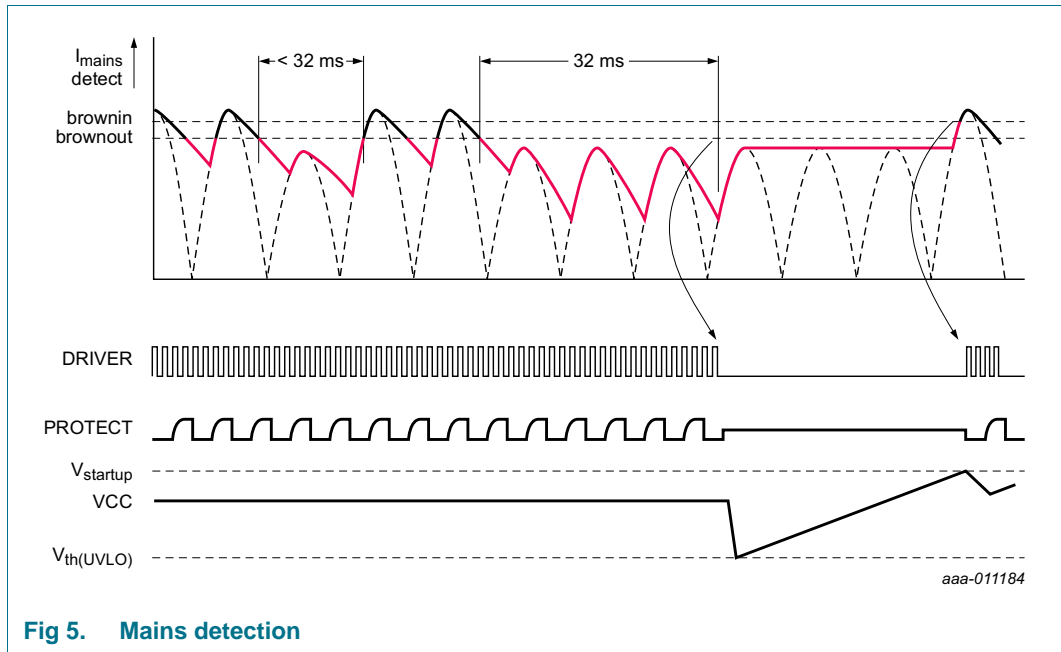 I mains
detect
< 32 ms
32 ms
brownin
brownout
DRIVER
PROTECT
Vstartup
VCC
Vth(UVLO)
aaa-011184
Fig 5. Mains detection